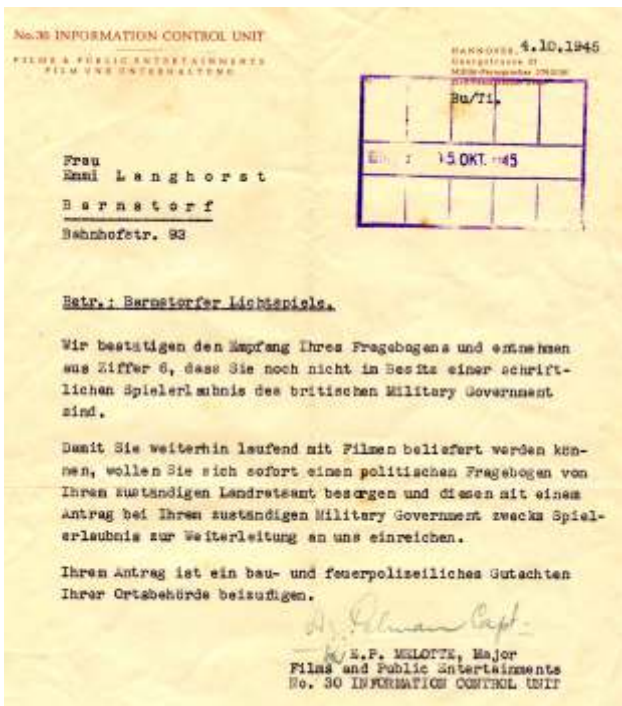 No.30 INFORMATION CONTROL UNIT
FILMS & PUBLIC ENTERTAINMENTS
FILM UND UNTERHALTUNG
HANNOVER, 4.10.1945
Georgstrasse
Bu/Ti.
15. OKT. 1945
Frau
Emmi Langhorst
Barnstorf
Bahnhofstr. 93
Betr.: Barnstorfer Lichtspiele.
Wir bestätigen den Empfang Ihres Fragebogens und entnehmen
aus Ziffer 6, dass Sie noch nicht im Besitz einer schrift-
lichen Spielerlaubnis des britischen Military Government
sind.
Damit Sie weiterhin laufend mit Filmen beliefert werden kön-
nen, wollen Sie sich sofort einen politischen Fragebogen von
Ihrem zuständigen Landratsamt besorgen und diesen mit einem
Antrag bei Ihrem zuständigen Military Government zwecks Spiel-
erlaubnis zur Weiterleitung an uns einreichen.
Ihrem Antrag ist ein bau- und feuerpolizeiliches Gutachten
Ihrer Ortsbehörde beizufügen.
Capt.
E.P. MELOTTE, Major
Films and Public Entertainments
No. 30 INFORMATION CONTROL UNIT